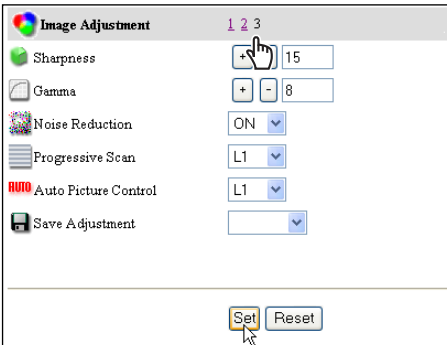 Image Adjustment 1 2 3
Sharpness + 15
Gamma + - 8
Noise Reduction ON
Progressive Scan L1
AUTO Auto Picture Control L1
Save Adjustment
Set Reset